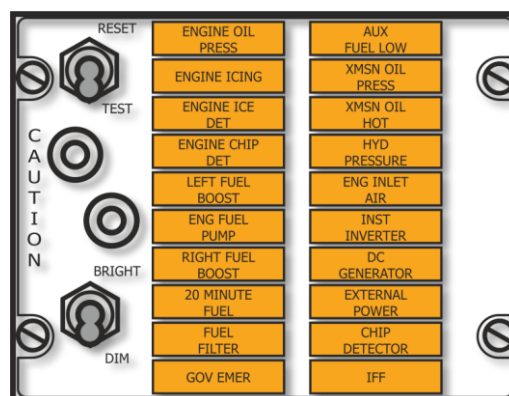 RESET
TEST
CAUTION
BRIGHT
DIM
ENGINE OIL
PRESS
ENGINE ICING
ENGINE ICE
DET
ENGINE CHIP
DET
LEFT FUEL
BOOST
ENG FUEL
PUMP
RIGHT FUEL
BOOST
20 MINUTE
FUEL
FUEL
FILTER
GOV EMER
AUX
FUEL LOW
XMSN OIL
PRESS
XMSN OIL
HOT
HYD
PRESSURE
ENG INLET
AIR
INST
INVERTER
DC
GENERATOR
EXTERNAL
POWER
CHIP
DETECTOR
IFF